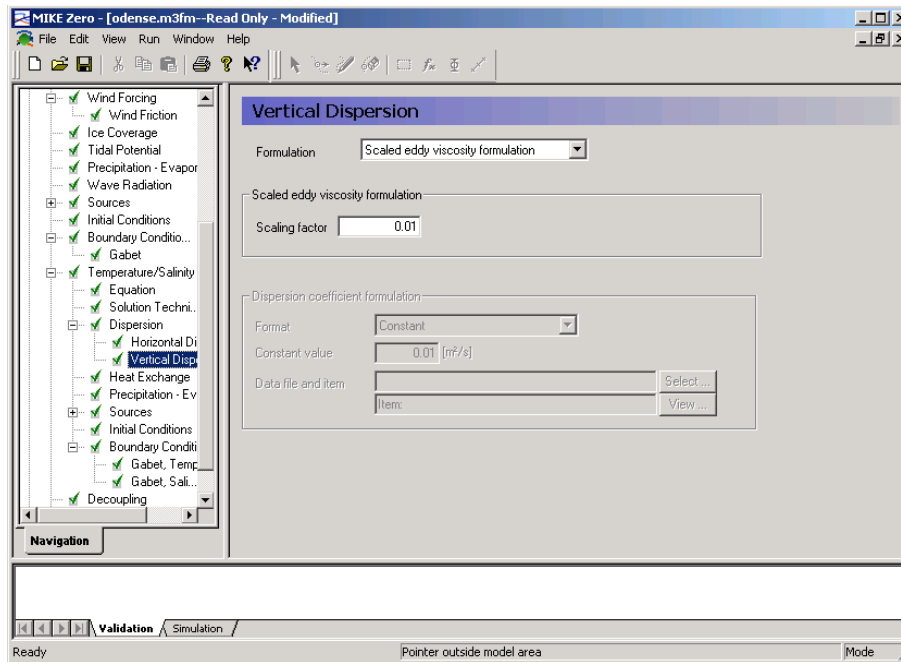 MIKE Zero - [odense.m3fm--Read Only - Modified]
File Edit View Run Window Help
Wind Forcing
Wind Friction
Ice Coverage
Tidal Potential
Precipitation - Evapor
Wave Radiation
Sources
Initial Conditions
Boundary Conditio...
Gabet
Temperature/Salinity
Equation
Solution Techni...
Dispersion
Horizontal Di
Vertical Disp
Heat Exchange
Precipitation - Ev
Sources
Initial Conditions
Boundary Conditi
Gabet, Temp
Gabet, Sali...
Decoupling
Navigation
Vertical Dispersion
Formulation Scaled eddy viscosity formulation
Scaled eddy viscosity formulation
Scaling factor 0.01
Dispersion coefficient formulation
Format Constant
Constant value 0.01 [m²/s]
Data file and item Select ...
Item: View ...
Validation Simulation
Ready Pointer outside model area Mode